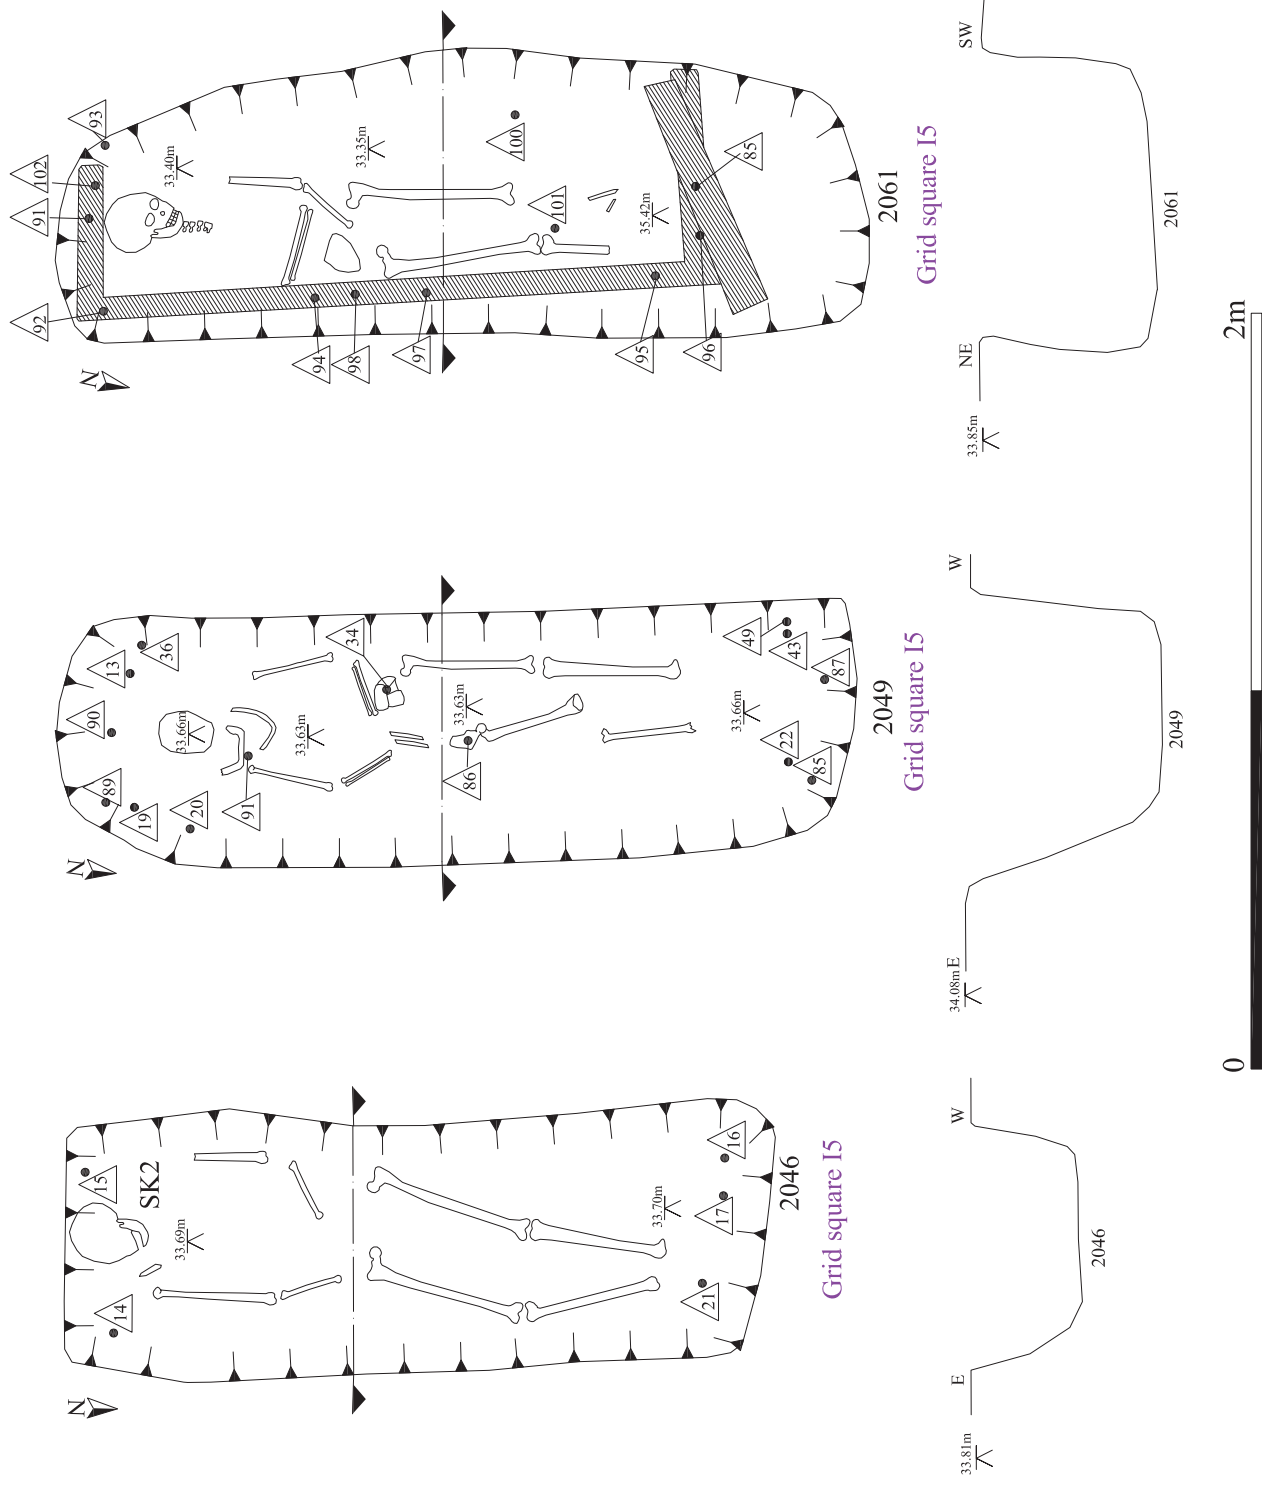 N
14
15
SK2
33.69m
33.70m
21
17
16
2046
Grid square I5
33.81m
E
W
2046
N
89
19
20
90
13
36
91
34
33.66m
33.63m
33.63m
86
33.66m
22
85
49
43
87
2049
Grid square I5
34.08m
E
W
2049
N
92
91
102
93
33.40m
33.35m
94
98
97
100
101
35.42m
95
96
85
2061
Grid square I5
33.85m
NE
SW
2061
0
2m